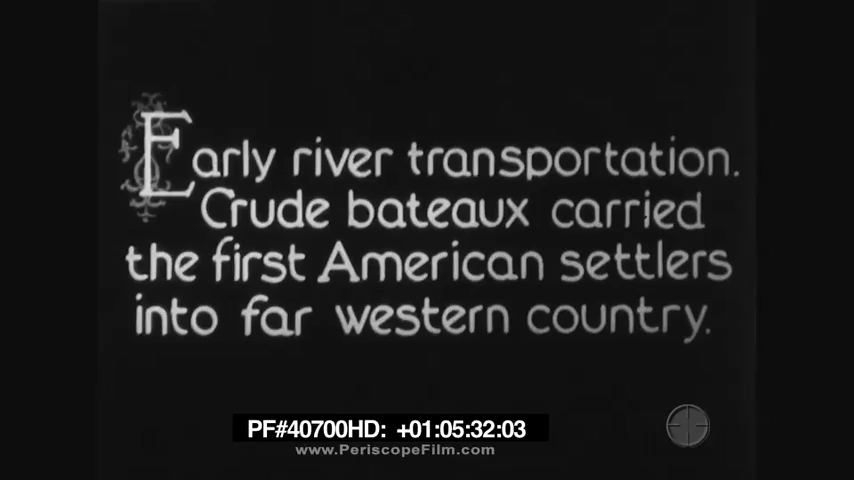 Early river transportation.
Crude bateaux carried
the first American settlers
into far western country.
PF#40700HD: +01:05:32:03
www.PeriscopeFilm.com